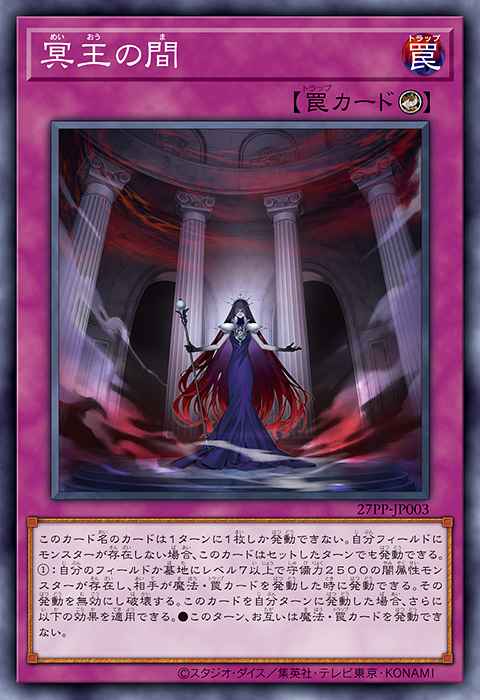 冥王の間
罠
【罠カード】
27PP-JP003
このカード名のカードは1ターンに1枚しか発動できない。自分フィールドに
モンスターが存在しない場合、このカードはセットしたターンでも発動できる。
①:自分のフィールドか墓地にレベル7以上で守備力2500の闇属性モ
ンスターが存在し、相手が魔法・罠カードを発動した時に発動できる。その
発動を無効にし破壊する。このカードを自分ターンに発動した場合、さらに
以下の効果を適用できる。●このターン、お互いは魔法・罠カードを発動でき
ない。
©スタジオ・ダイス/集英社・テレビ東京・KONAMI